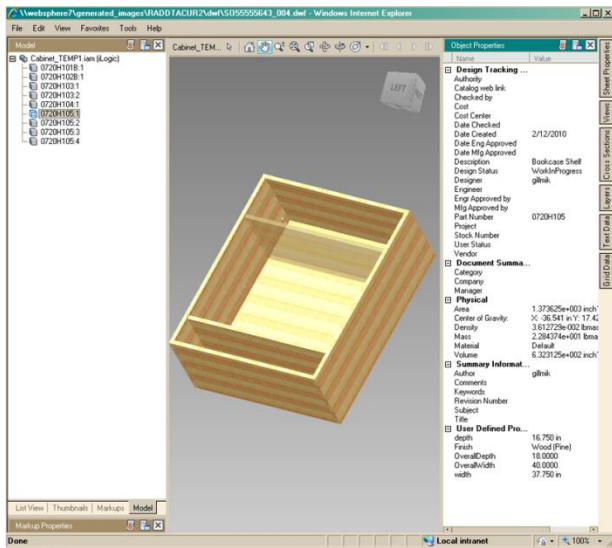 \\websphere7\generated_images\RADDTACUR2\dwf\SO55555643_004.dwf - Windows Internet Explorer
File Edit View Favorites Tools Help
Model
Cabinet_TEMP1.iam (iLogic)
0720H101B:1
0720H102B:1
0720H103:1
0720H103:2
0720H104:1
0720H105:1
0720H105:2
0720H105:3
0720H105:4
List View Thumbnails Markups Model
Markup Properties
Cabinet_TEM...
LEFT
Object Properties
Name Value
Design Tracking ...
Authority
Catalog web link
Checked by
Cost
Cost Center
Date Checked
Date Created 2/12/2010
Date Eng Approved
Date Mfg Approved
Description Bookcase Shelf
Design Status WorkInProgress
Designer gillmik
Engineer
Engr Approved by
Mfg Approved by
Part Number 0720H105
Project
Stock Number
User Status
Vendor
Document Summa...
Category
Company
Manager
Physical
Area 1.373625e+003 inch^
Center of Gravity: X: -36.541 in Y: 17.42
Density 3.612729e-002 lbmas
Mass 2.284374e+001 lbma
Material Default
Volume 6.323125e+002 inch^
Summary Informat...
Author gillmik
Comments
Keywords
Revision Number
Subject
Title
User Defined Pro...
depth 16.750 in
Finish Wood (Pine)
OverallDepth 18.0000
OverallWidth 40.0000
width 37.750 in
Sheet Properties
Views
Cross Sections
Layers
Text Data
Grid Data
Done
Local intranet
100%